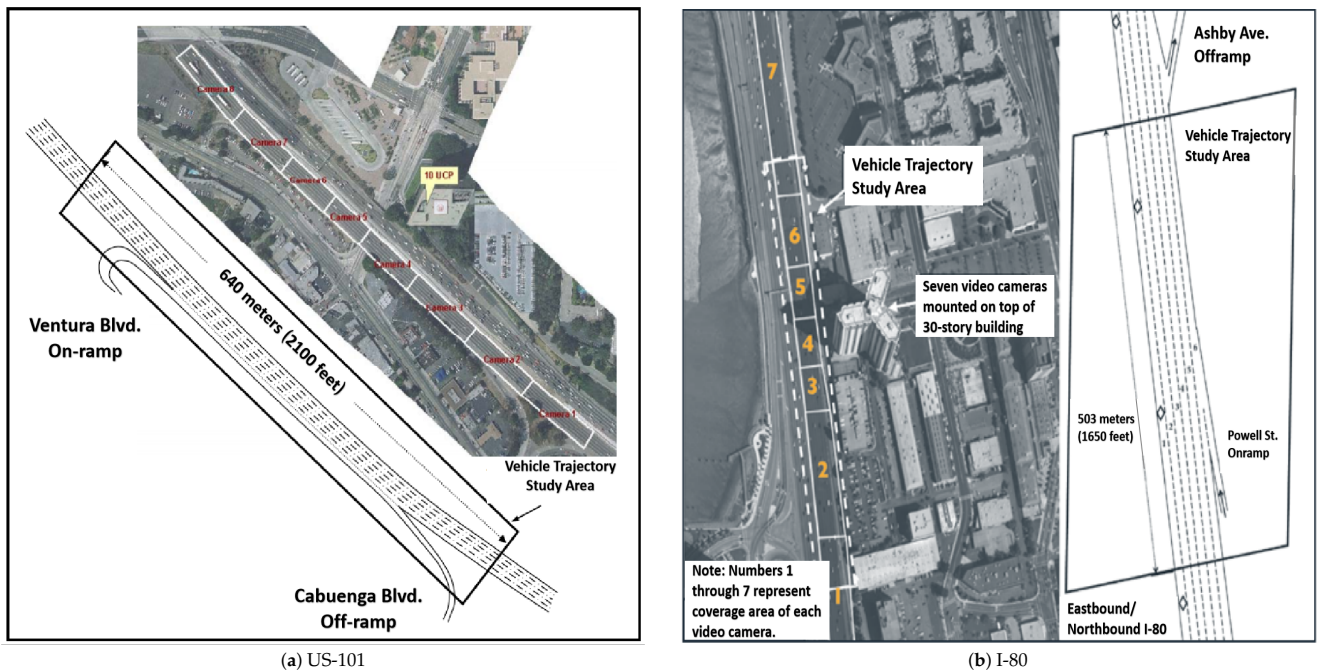 Camera 8
Camera 7
Camera 6
Camera 5
Camera 4
Camera 3
Camera 2
Camera 1
10 UCP
640 meters (2100 feet)
Ventura Blvd.
On-ramp
Vehicle Trajectory
Study Area
Cabuenga Blvd.
Off-ramp
(a) US-101
7
6
5
4
3
2
1
Vehicle Trajectory
Study Area
Seven video cameras
mounted on top of
30-story building
Note: Numbers 1
through 7 represent
coverage area of each
video camera.
Ashby Ave.
Offramp
Vehicle Trajectory
Study Area
503 meters
(1650 feet)
1
2
3
6
Powell St.
Onramp
Eastbound/
Northbound I-80
(b) I-80